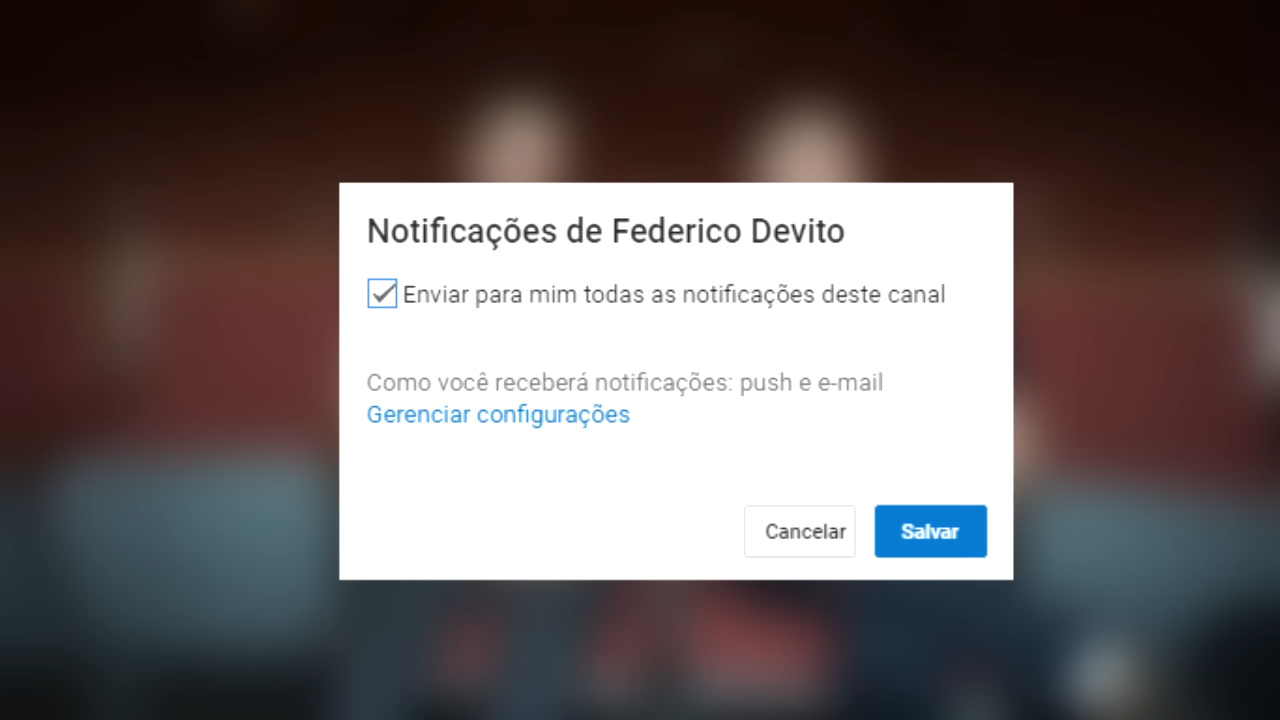 Notificações de Federico Devito
Enviar para mim todas as notificações deste canal
Como você receberá notificações: push e e-mail
Gerenciar configurações
Cancelar
Salvar